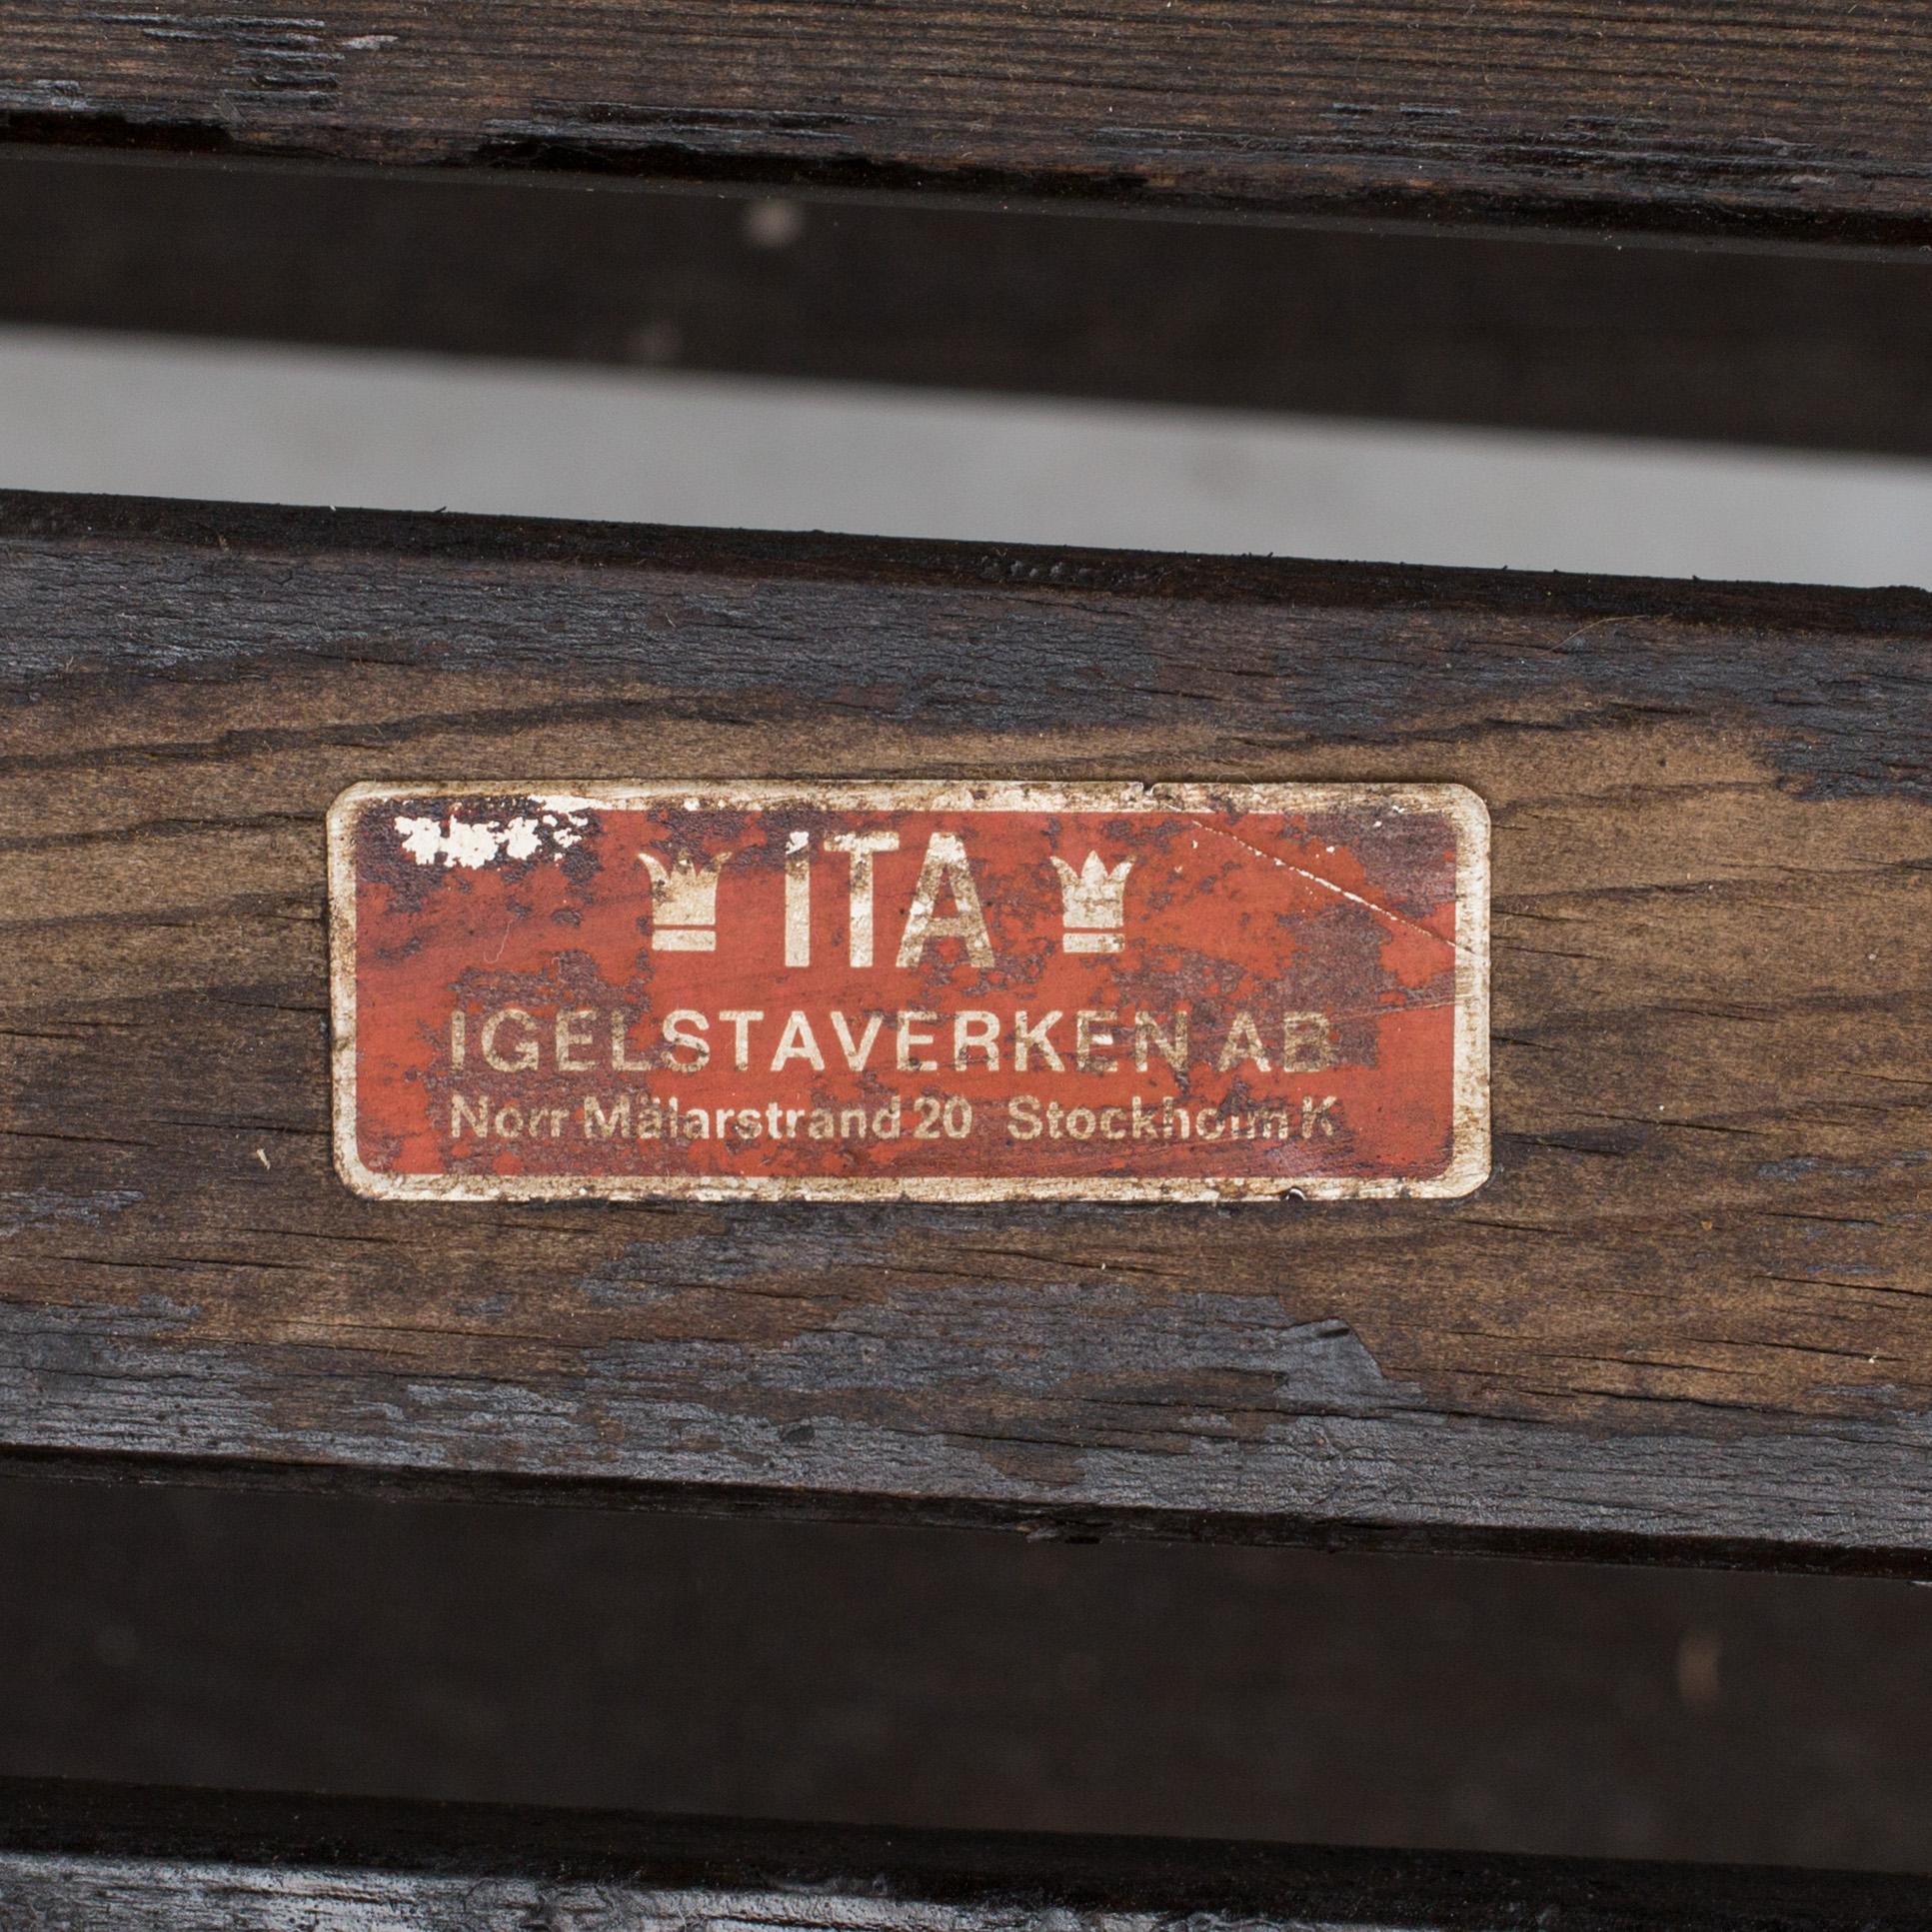 ITA
IGELSTAVERKEN AB
Norr Mälarstrand 20 Stockholm K